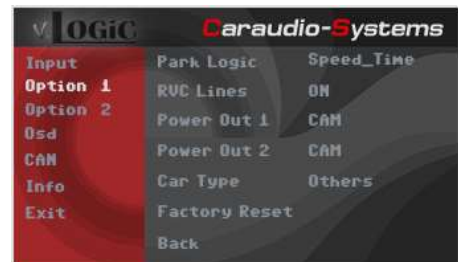 v.LOGiC Caraudio-Systems
Input
Option 1
Option 2
Osd
CAN
Info
Exit
Park Logic Speed_Time
RVC Lines ON
Power Out 1 CAM
Power Out 2 CAM
Car Type Others
Factory Reset
Back